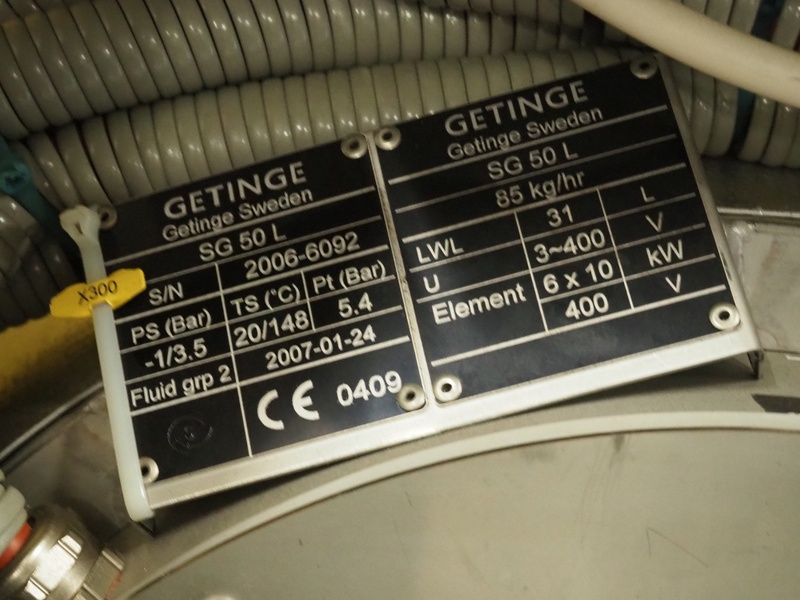 GETINGE
Getinge Sweden
SG 50 L
S/N 2006-6092
PS (Bar) TS (°C) Pt (Bar)
-1/3.5 20/148 5.4
Fluid grp 2 2007-01-24
CE 0409
X300
GETINGE
Getinge Sweden
SG 50 L
85 kg/hr
LWL 31 L
U 3~400 V
Element 6 x 10 kW
400 V